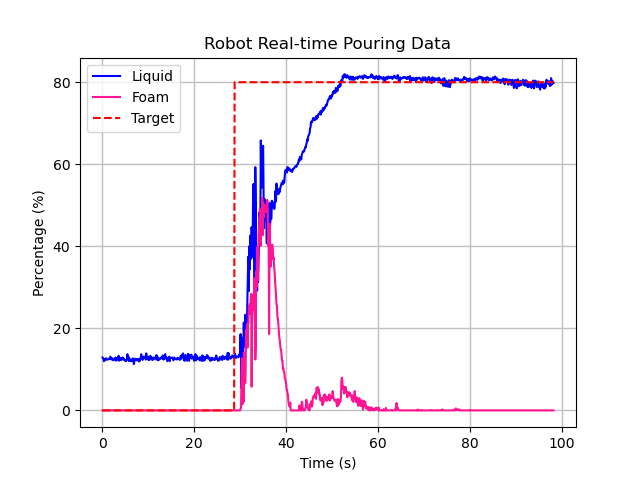 Robot Real-time Pouring Data
Liquid
Foam
Target
Percentage (%)
80
60
40
20
0
0 20 40 60 80 100
Time (s)